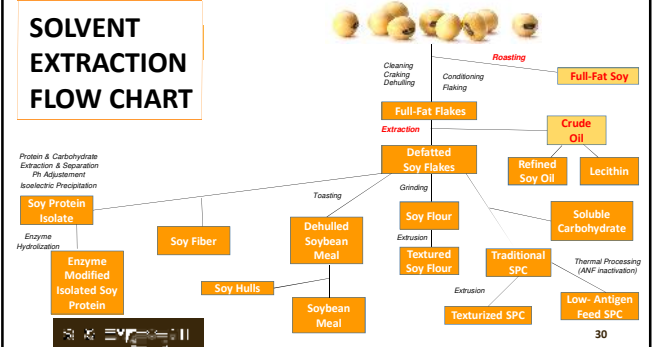 SOLVENT
EXTRACTION
FLOW CHART
Roasting
Cleaning
Craking
Dehulling
Conditioning
Flaking
Full-Fat Soy
Full-Fat Flakes
Extraction
Crude
Oil
Defatted
Soy Flakes
Refined
Soy Oil
Lecithin
Protein & Carbohydrate
Extraction & Separation
Ph Adjustement
Isoelectric Precipitation
Toasting
Grinding
Soy Protein
Isolate
Soy Flour
Soluble
Carbohydrate
Dehulled
Soybean
Meal
Enzyme
Hydrolization
Soy Fiber
Extrusion
Textured
Soy Flour
Traditional
SPC
Thermal Processing
(ANF inactivation)
Enzyme
Modified
Isolated Soy
Protein
Soy Hulls
Extrusion
Soybean
Meal
Texturized SPC
Low- Antigen
Feed SPC
30